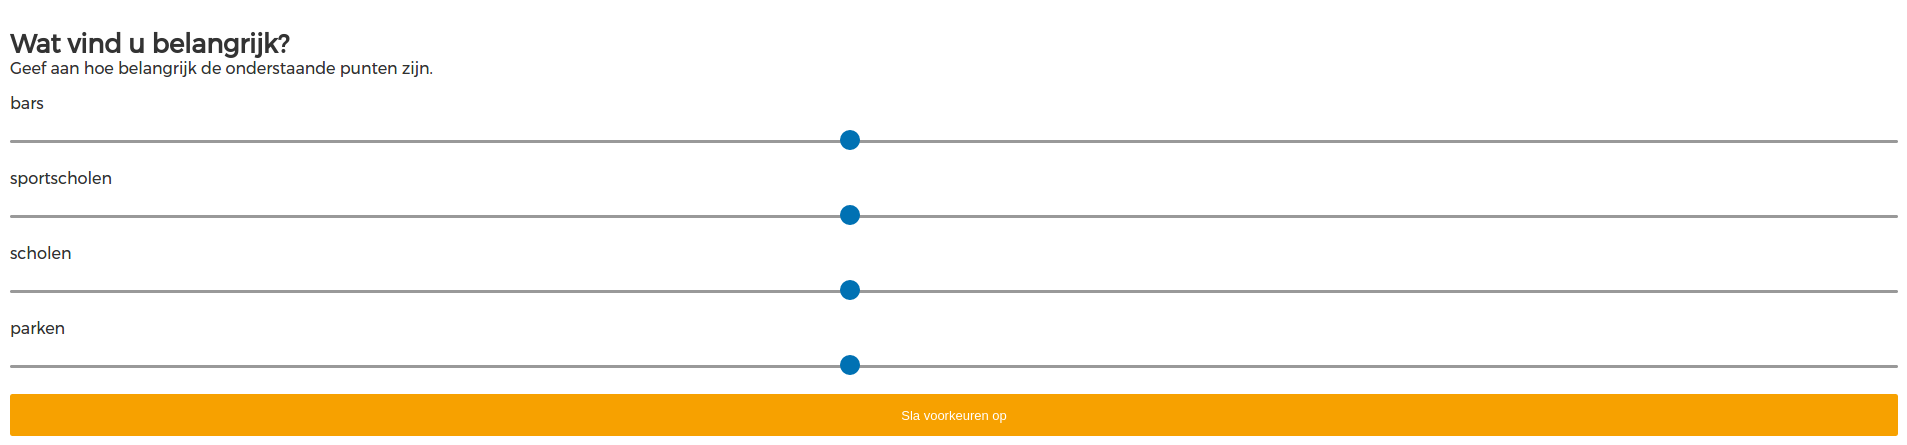 Wat vind u belangrijk?
Geef aan hoe belangrijk de onderstaande punten zijn.
bars
sportscholen
scholen
parken
Sla voorkeuren op